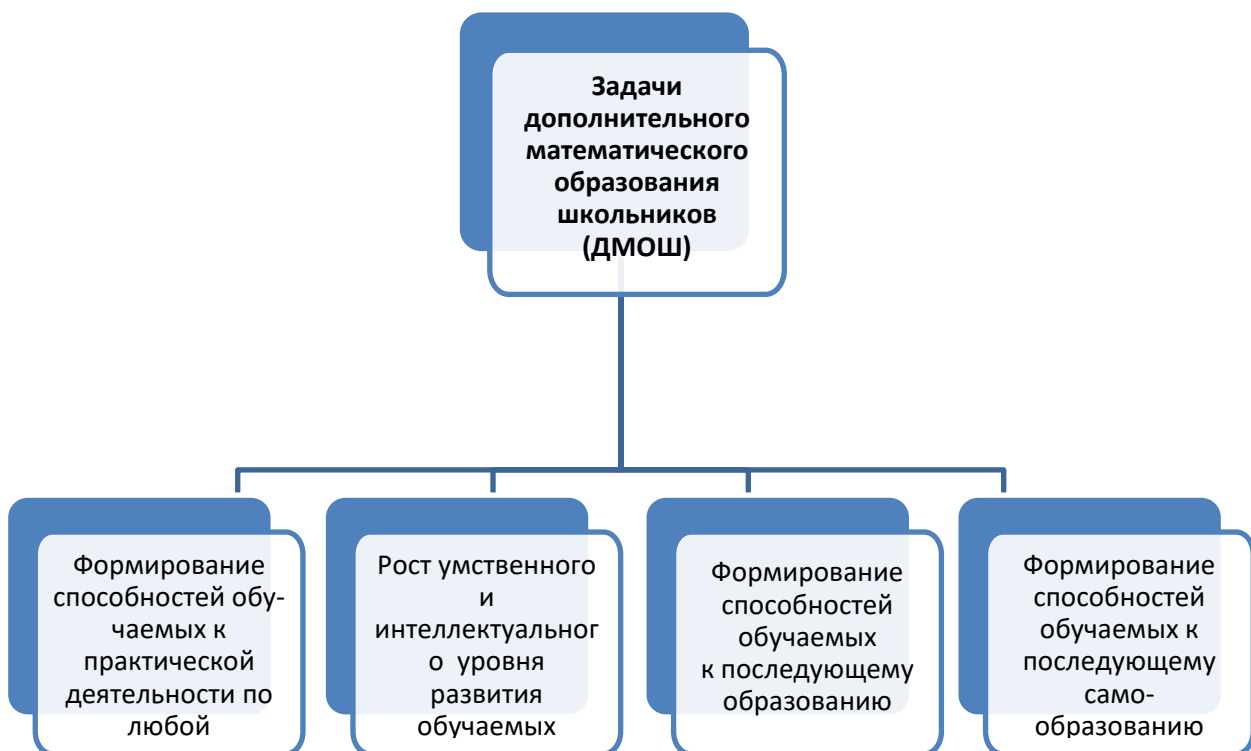 Задачи
дополнительного
математического
образования
школьников
(ДМОШ)
Формирование
способностей обу-
чаемых к
практической
деятельности по
любой
Рост умственного
и
интеллектуальног
о уровня
развития
обучаемых
Формирование
способностей
обучаемых
к последующему
образованию
Формирование
способностей
обучаемых к
последующему
само-
образованию